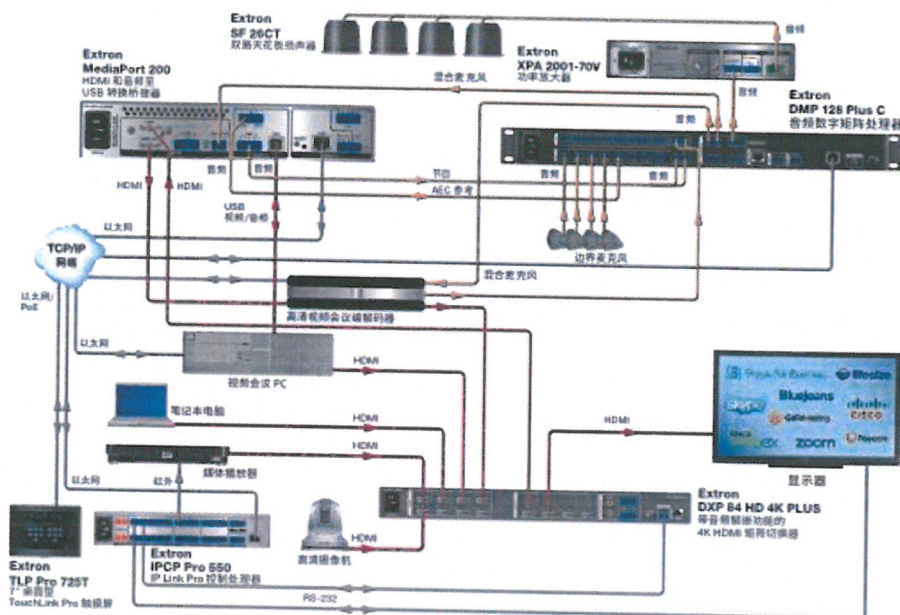 Extron
SF 26CT
双路天花板扬声器
音频
Extron
XPA 2001-70V
功率放大器
Extron
MediaPort 200
HDMI 和音频至
USB 转换桥接器
混合麦克风
音频
Extron
DMP 128 Plus C
音频数字矩阵处理器
音频
音频
音频
音频
音频
HDMI
HDMI
节目
AEC 参考
USB
视频/音频
以太网
TCP/IP
网络
边界麦克风
混合麦克风
以太网/
PoE
高清视频会议编解码器
以太网
视频会议 PC
HDMI
笔记本电脑
HDMI
HDMI
Bluejeans
lifesize
SKYPE
CISCO
zoom
显示器
媒体播放器
HDMI
以太网
红外
Extron
DXP 84 HD 4K PLUS
带音频解嵌功能的
4K HDMI 矩阵切换器
高清摄像机
HDMI
Extron
IPCP Pro 550
IP Link Pro 控制处理器
Extron
TLP Pro 725T
7" 桌面型
TouchLink Pro 触摸屏
RS-232